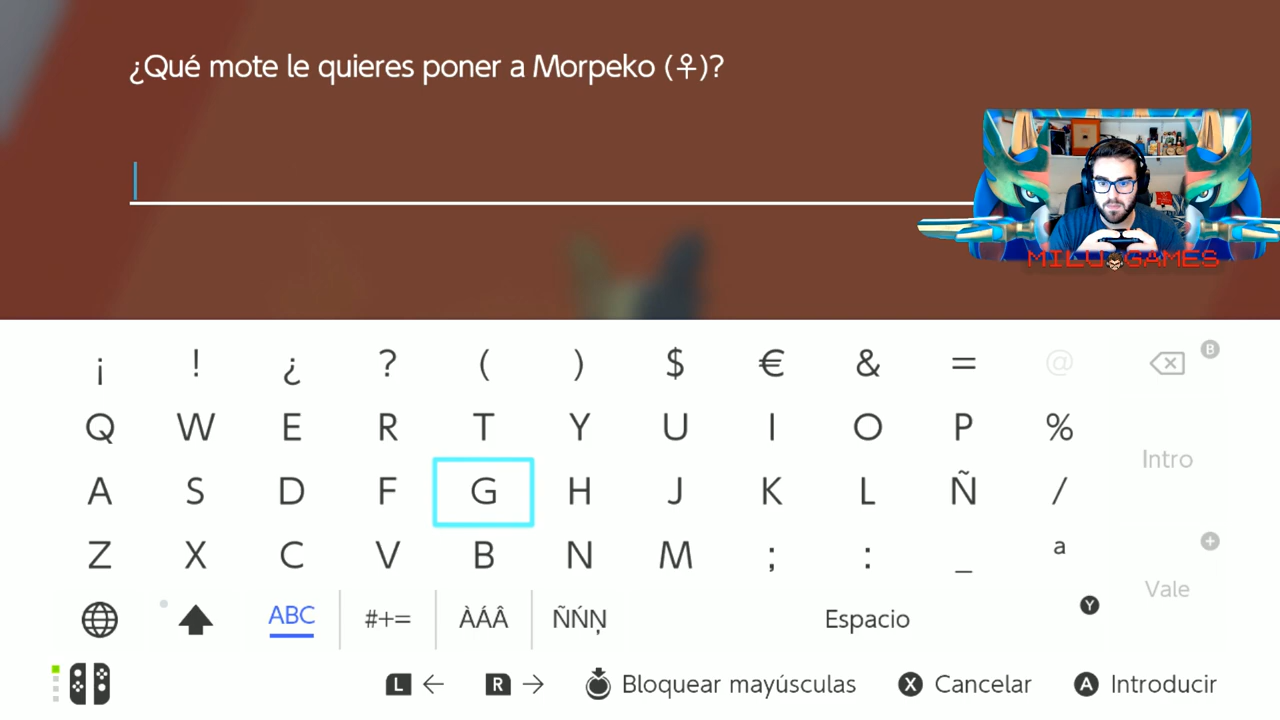 ¿Qué mote le quieres poner a Morpeko (♀)?
MILU GAMES
¡ ! ¿ ? ( ) $ € & = @ B
Q W E R T Y U I O P %
Intro
A S D F G H J K L Ñ /
Z X C V B N M ; : _ ª +
Vale
ABC #+= ÀÁÂ ÑŃŅ Espacio Y
L ← R → Bloquear mayúsculas X Cancelar A Introducir